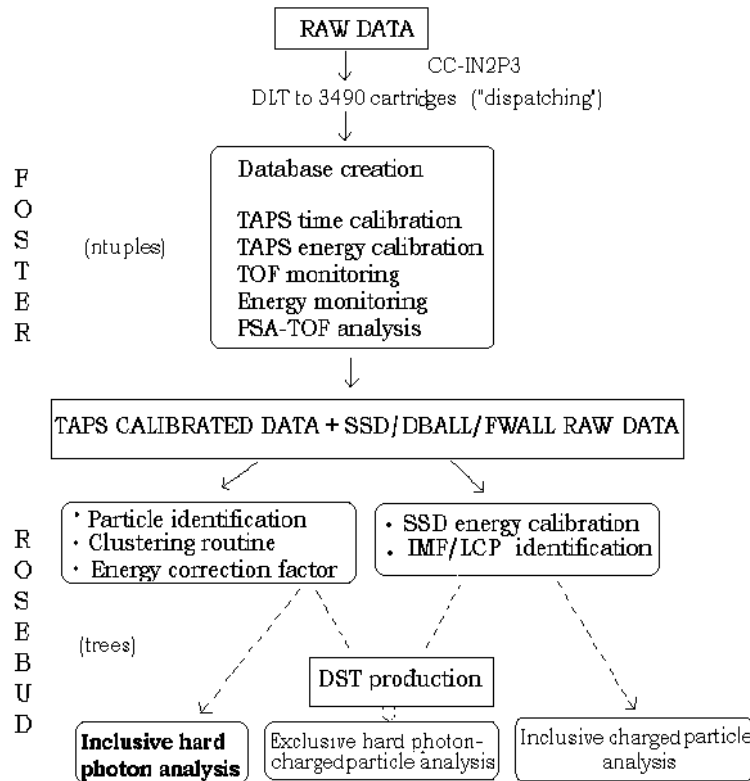 RAW DATA
CC-IN2P3
DLT to 3490 cartridges ("dispatching")
FOSTER
(ntuples)
Database creation
TAPS time calibration
TAPS energy calibration
TOF monitoring
Energy monitoring
PSA-TOF analysis
TAPS CALIBRATED DATA + SSD/DBALL/FWALL RAW DATA
ROSEBUD
(trees)
· Particle identification
· Clustering routine
· Energy correction factor
· SSD energy calibration
· IMF/LCP identification
DST production
Inclusive hard
photon analysis
Exclusive hard photon-
charged particle analysis
Inclusive charged particle
analysis